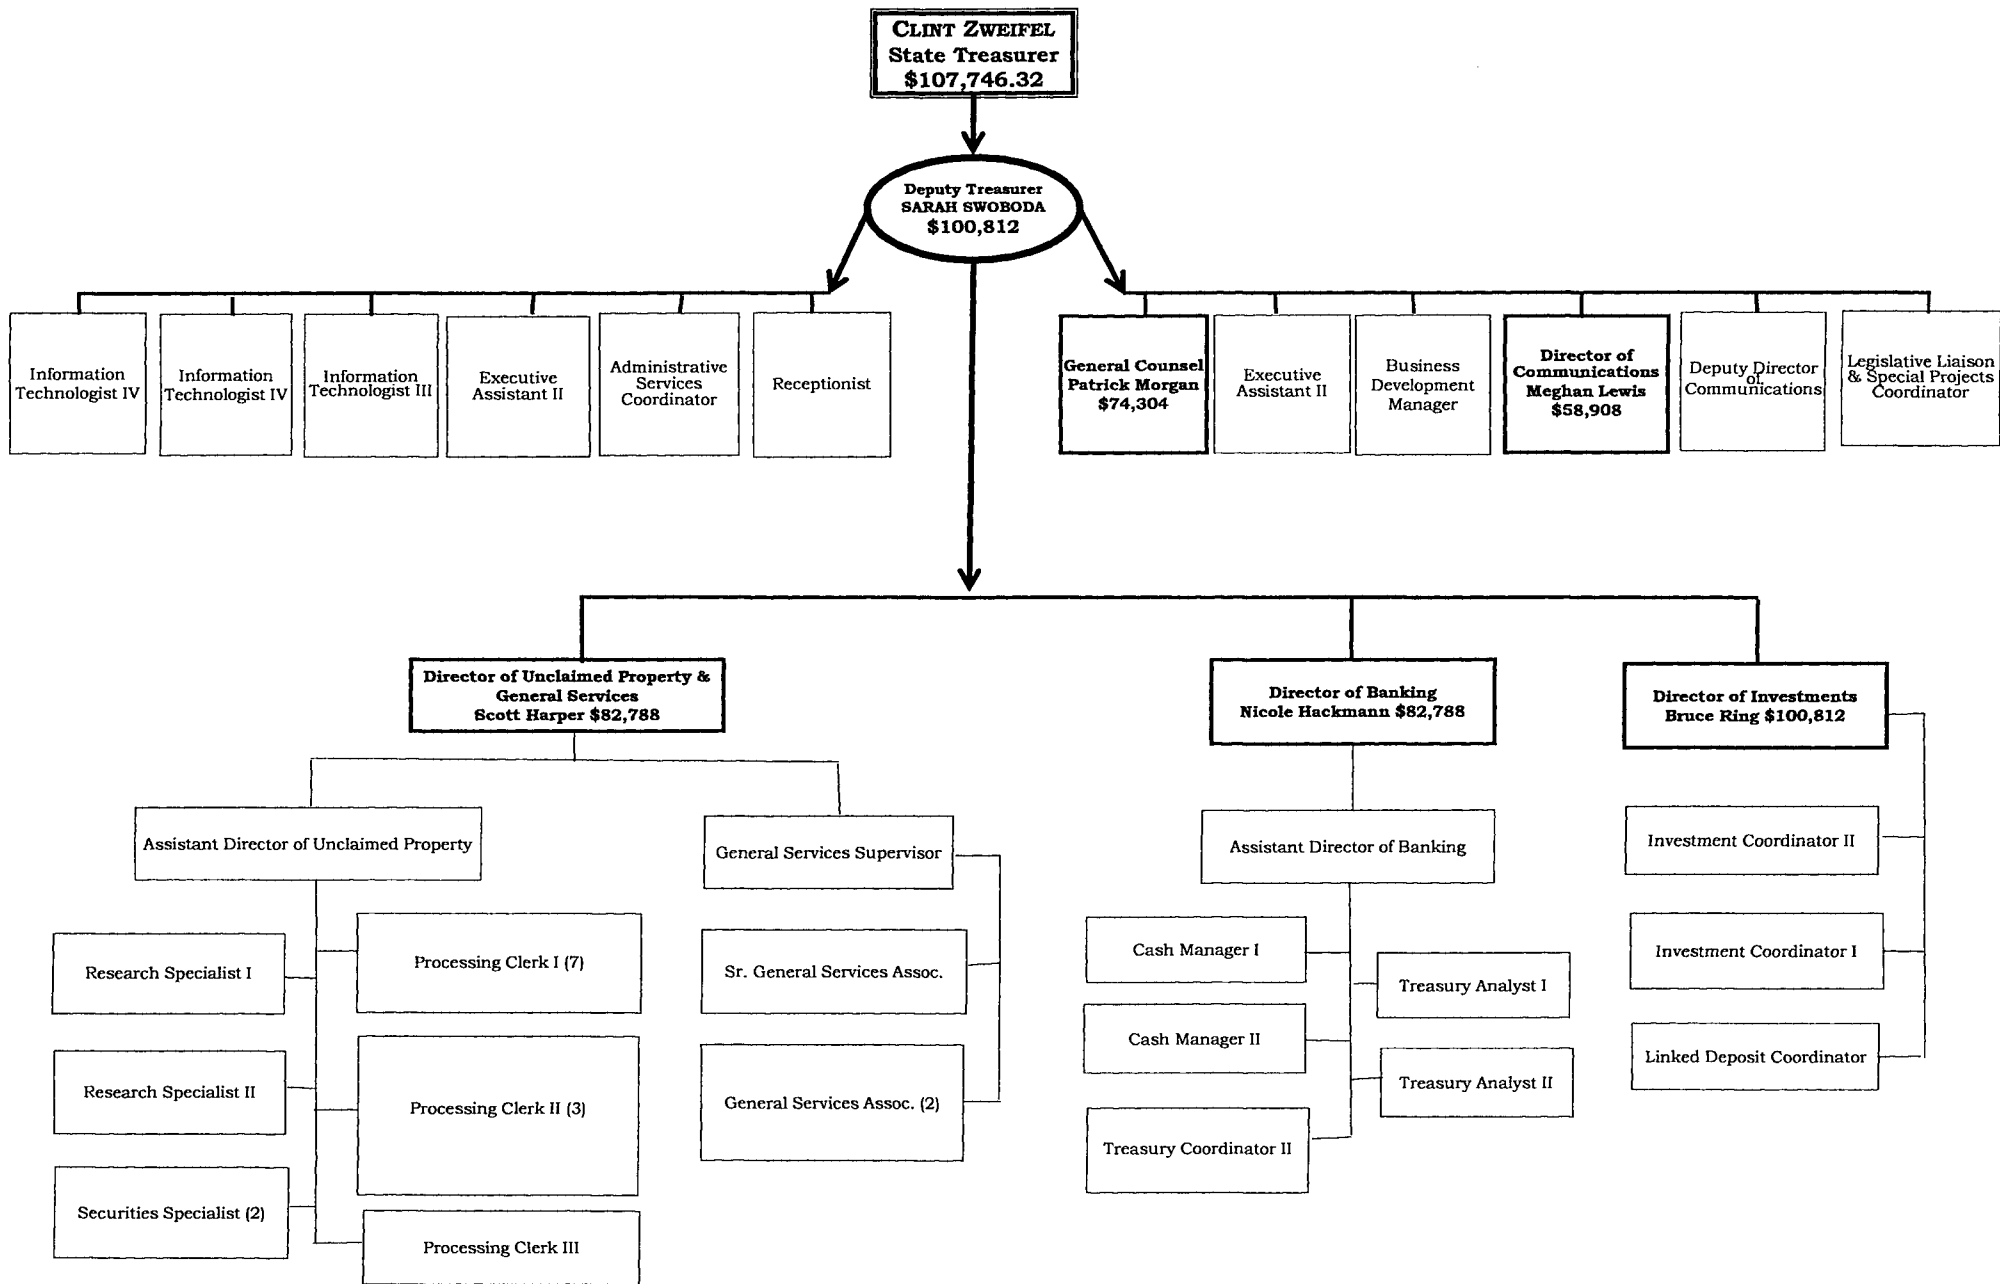 CLINT ZWEIFEL
State Treasurer
$107,746.32
Deputy Treasurer
SARAH SWOBODA
$100,812
Information
Technologist IV
Information
Technologist IV
Information
Technologist III
Executive
Assistant II
Administrative
Services
Coordinator
Receptionist
General Counsel
Patrick Morgan
$74,304
Executive
Assistant II
Business
Development
Manager
Director of
Communications
Meghan Lewis
$58,908
Deputy Director
of
Communications
Legislative Liaison
& Special Projects
Coordinator
Director of Unclaimed Property &
General Services
Scott Harper $82,788
Director of Banking
Nicole Hackmann $82,788
Director of Investments
Bruce Ring $100,812
Assistant Director of Unclaimed Property
General Services Supervisor
Assistant Director of Banking
Investment Coordinator II
Research Specialist I
Processing Clerk I (7)
Sr. General Services Assoc.
Cash Manager I
Treasury Analyst I
Investment Coordinator I
Research Specialist II
Processing Clerk II (3)
General Services Assoc. (2)
Cash Manager II
Treasury Analyst II
Linked Deposit Coordinator
Treasury Coordinator II
Securities Specialist (2)
Processing Clerk III